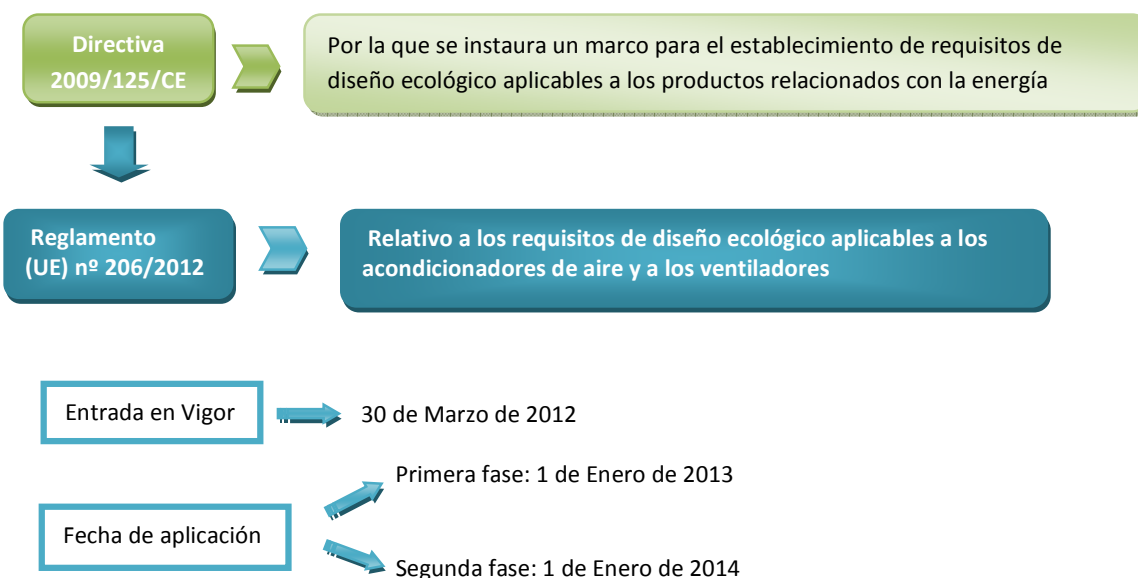 Directiva
2009/125/CE
Por la que se instaura un marco para el establecimiento de requisitos de
diseño ecológico aplicables a los productos relacionados con la energía
Reglamento
(UE) nº 206/2012
Relativo a los requisitos de diseño ecológico aplicables a los
acondicionadores de aire y a los ventiladores
Entrada en Vigor
30 de Marzo de 2012
Primera fase: 1 de Enero de 2013
Fecha de aplicación
Segunda fase: 1 de Enero de 2014